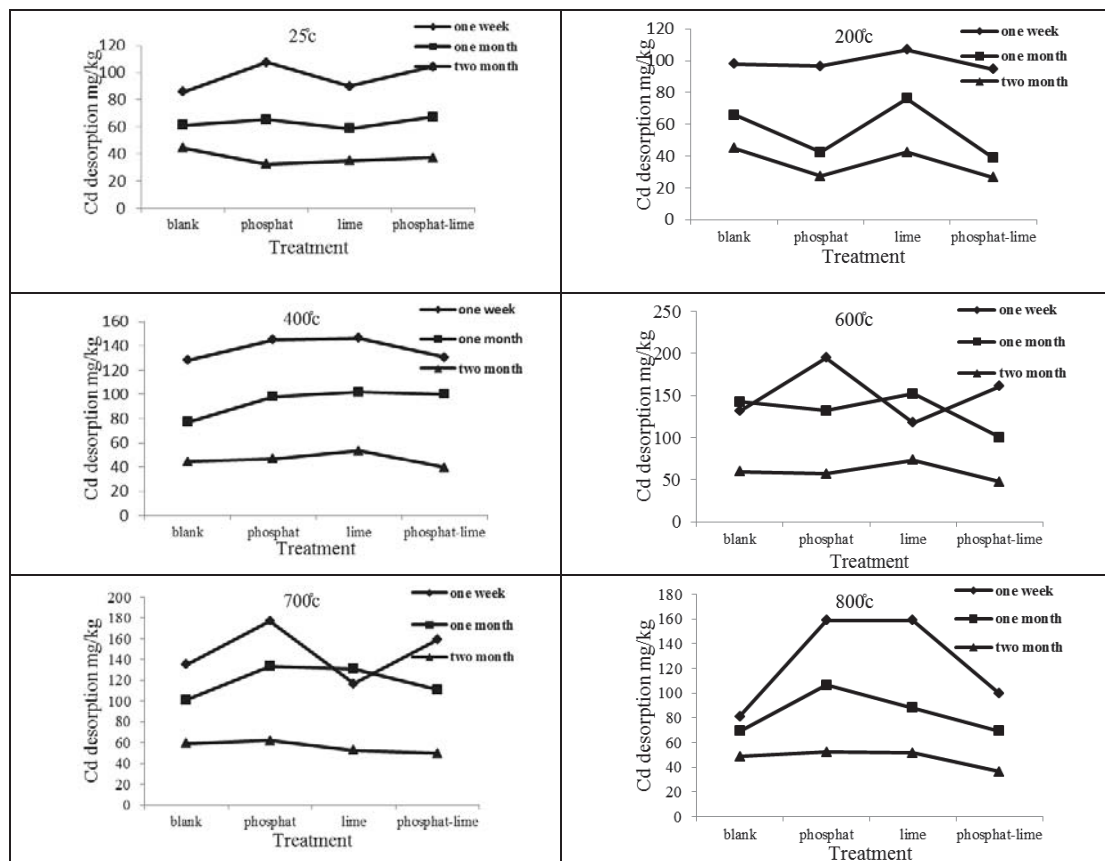 25°c
one week
one month
two month
Cd desorption mg/kg
120
100
80
60
40
20
0
blank phosphat lime phosphat-lime
Treatment
200°c
one week
one month
two month
Cd desorption mg/kg
120
100
80
60
40
20
0
blank phosphat lime phosphat-lime
Treatment
400°c
one week
one month
two month
Cd desorption mg/kg
160
140
120
100
80
60
40
20
0
blank phosphat lime phosphat-lime
Treatment
600°c
one week
one month
two month
Cd desorption mg/kg
250
200
150
100
50
0
blank phosphat lime phosphat-lime
Treatment
700°c
one week
one month
two month
Cd desorption mg/kg
200
180
160
140
120
100
80
60
40
20
0
blank phosphat lime phosphat-lime
Treatment
800°c
one week
one month
two month
Cd desorption mg/kg
180
160
140
120
100
80
60
40
20
0
blank phosphat lime phosphat-lime
Treatment